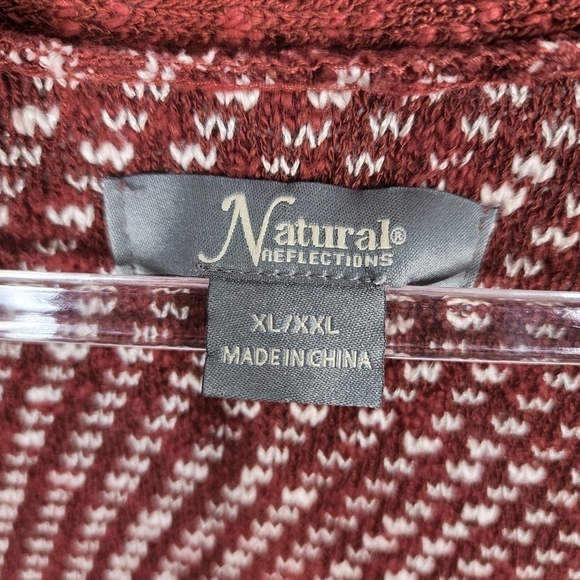 Natural®
REFLECTIONS
XL/XXL
MADE IN CHINA